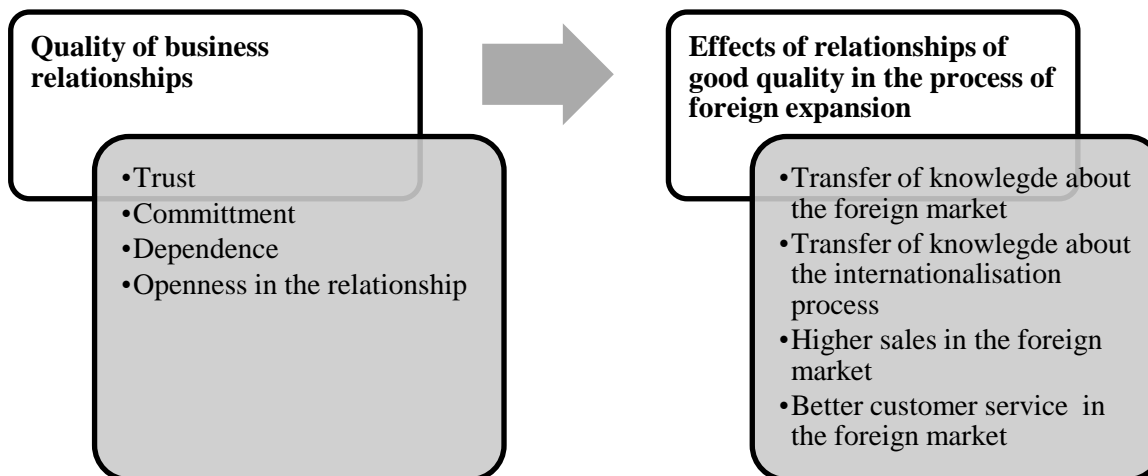 Quality of business
relationships
•Trust
•Committment
•Dependence
•Openness in the relationship
Effects of relationships of
good quality in the process of
foreign expansion
•Transfer of knowlegde about
the foreign market
•Transfer of knowlegde about
the internationalisation
process
•Higher sales in the foreign
market
•Better customer service in
the foreign market